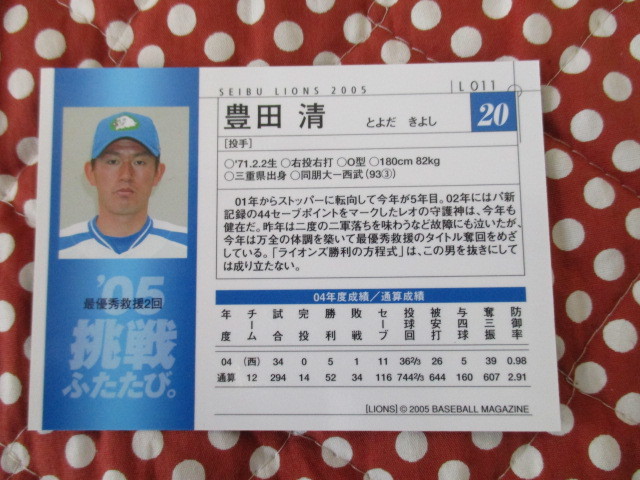 SEIBU LIONS 2005
L 011
豊田 清 とよだ きよし
20
[投手]
○'71.2.2生 ○右投右打 ○O型 ○180cm 82kg
○三重県出身 ○同朋大ー西武(93③)
01年からストッパーに転向して今年が5年目。02年にはパ新
記録の44セーブポイントをマークしたレオの守護神は、今年も
健在だ。昨年は二度の二軍落ちを味わうなど故障にも泣いたが、
今年は万全の体調を築いて最優秀救援のタイトル奪回をめざ
している。「ライオンズ勝利の方程式」は、この男を抜きにして
は成り立たない。
'05
最優秀救援2回
挑戦
ふたたび。
04年度成績/通算成績
年度 チーム 試合 完投 勝利 敗戦 セーブ 投球回 被安打 与四球 奪三振 防御率
04 (西) 34 0 5 1 11 36⅔ 26 5 39 0.98
通算 12 294 14 52 34 116 744⅔ 644 160 607 2.91
[LIONS] © 2005 BASEBALL MAGAZINE